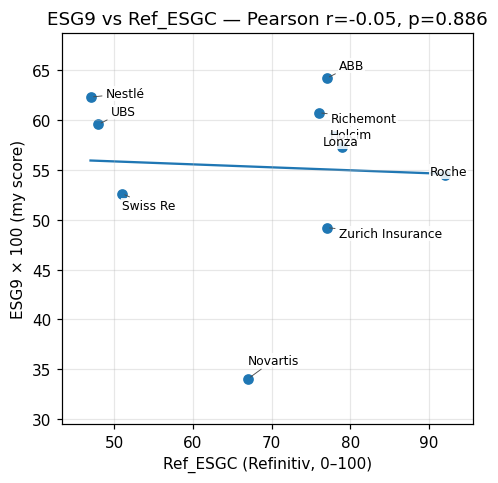 ESG9 vs Ref_ESGC — Pearson r=-0.05, p=0.886
ESG9 × 100 (my score)
65
60
55
50
45
40
35
30
ABB
Nestlé
UBS
Richemont
Holcim
Lonza
Roche
Swiss Re
Zurich Insurance
Novartis
50
60
70
80
90
Ref_ESGC (Refinitiv, 0–100)